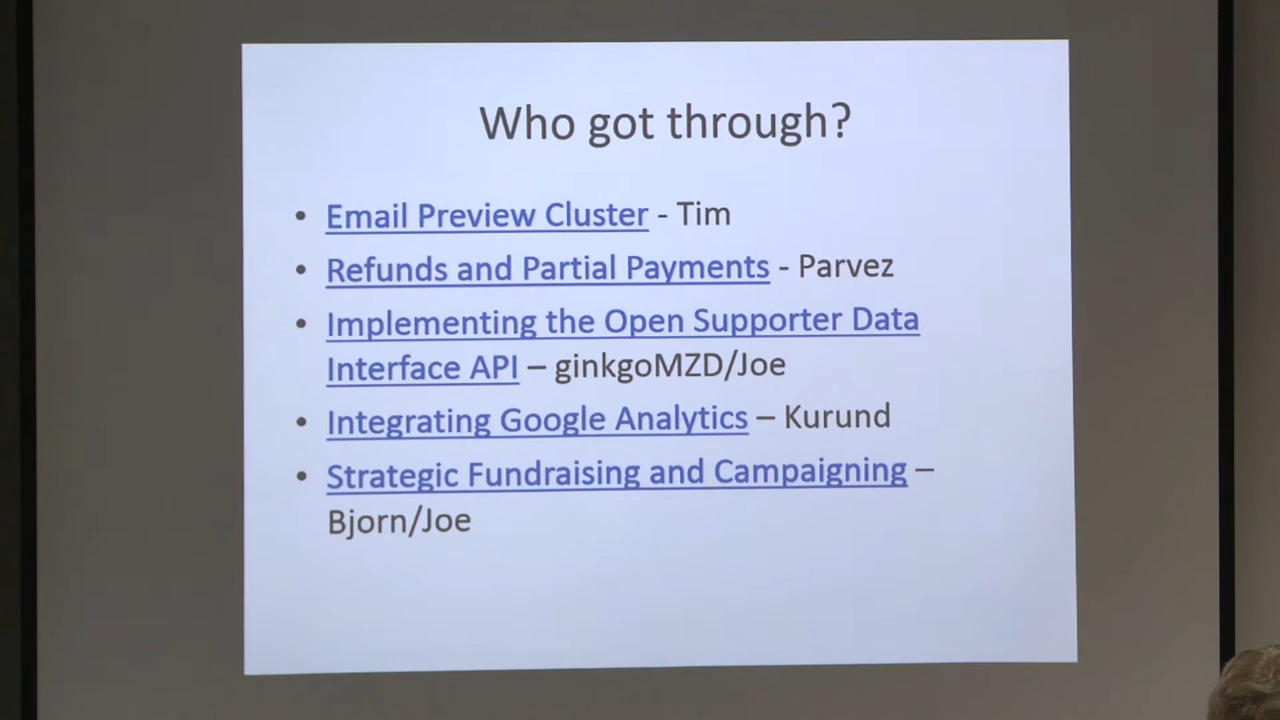 Who got through?
• Email Preview Cluster - Tim
• Refunds and Partial Payments - Parvez
• Implementing the Open Supporter Data
Interface API – ginkgoMZD/Joe
• Integrating Google Analytics – Kurund
• Strategic Fundraising and Campaigning –
Bjorn/Joe